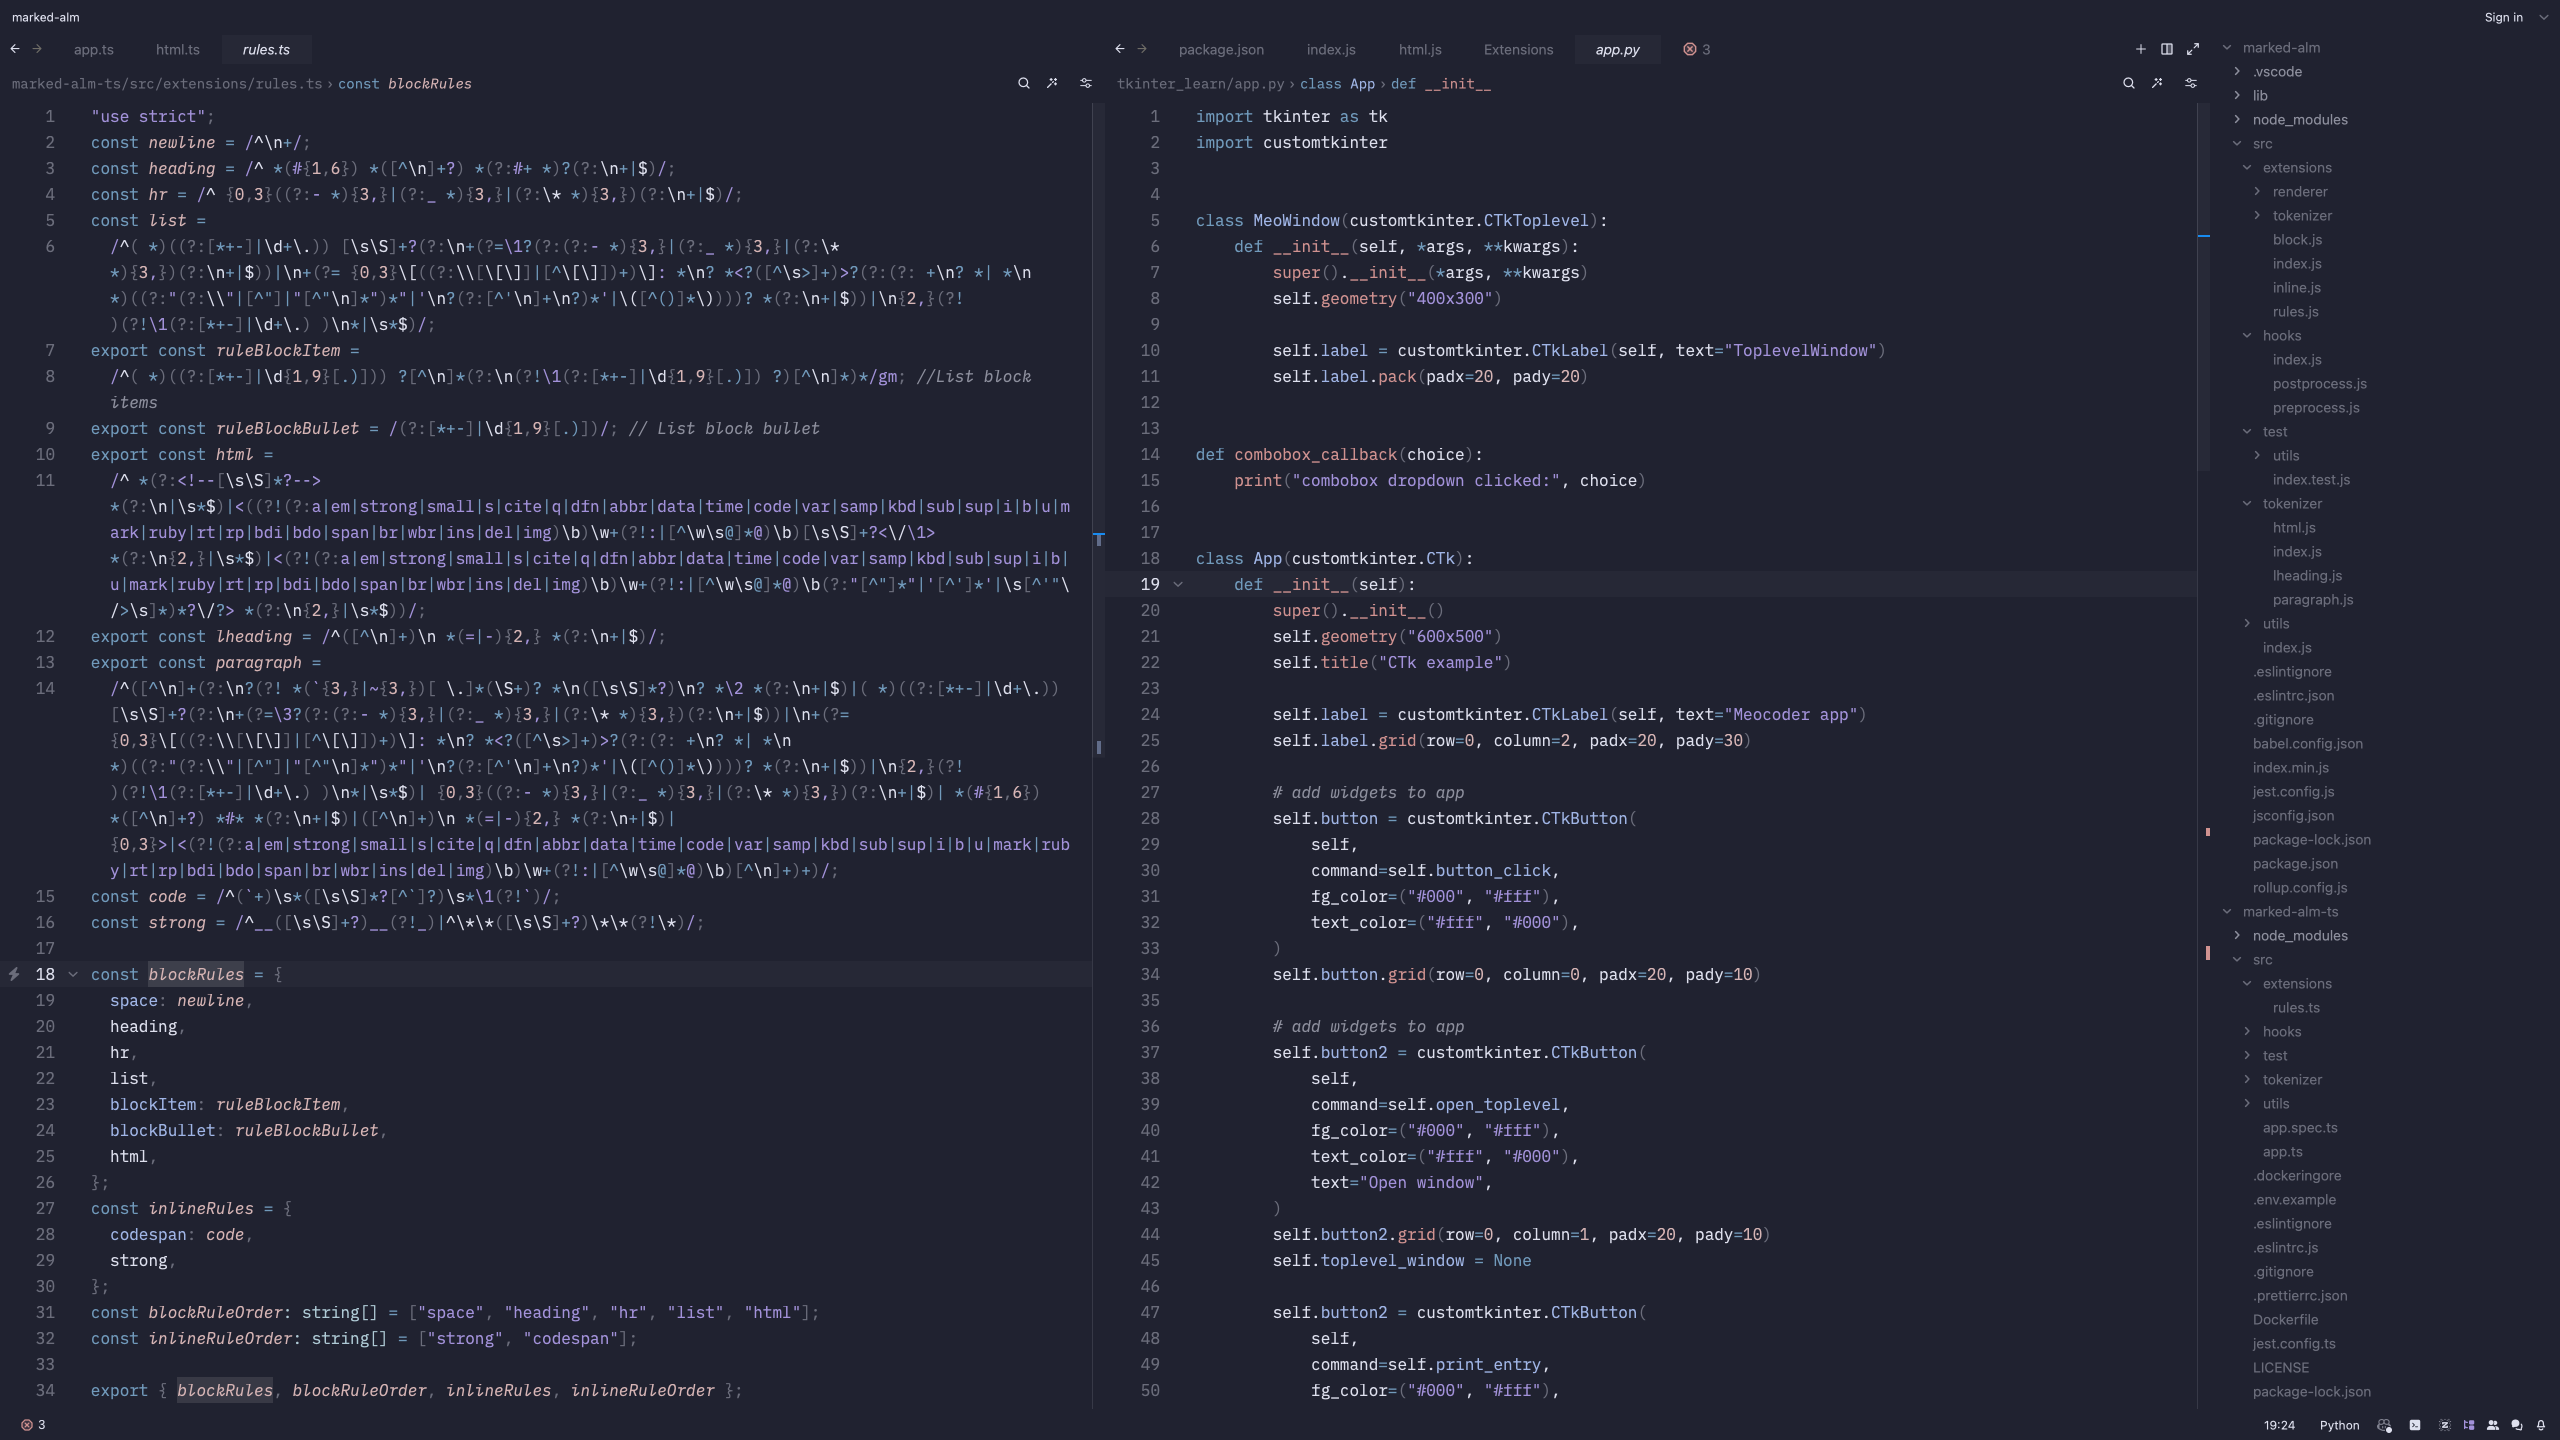 marked-alm
Sign in
app.ts html.ts rules.ts
marked-alm-ts/src/extensions/rules.ts › const blockRules
1 "use strict";
2 const newline = /^\n+/;
3 const heading = /^ *(#{1,6}) *([^\n]+?) *(?:#+ *)?(?:\n+|$)/;
4 const hr = /^ {0,3}((?:- *){3,}|(?:_ *){3,}|(?:\* *){3,})(?:\n+|$)/;
5 const list =
6 /^( *)((?:[*+-]|\d+\.)) [\s\S]+?(?:\n+(?=\1?(?:(?:- *){3,}|(?:_ *){3,}|(?:\*
*){3,})(?:\n+|$))|\n+(?= {0,3}\[((?:\\[\[\]]|[^\[\]])+)\]: *\n? *<?([^\s>]+)>?(?:(?: +\n? *| *\n
*)((?:"(?:\\"|[^"]|"[^"\n]*")*"|'\n?(?:[^'\n]+\n?)*'|\([^()]*\))))? *(?:\n+|$))|\n{2,}(?!
)(?!\1(?:[*+-]|\d+\.) )\n*|\s*$)/;
7 export const ruleBlockItem =
8 /^( *)((?:[*+-]|\d{1,9}[.)])) ?[^\n]*(?:\n(?!\1(?:[*+-]|\d{1,9}[.)]) ?)[^\n]*)*/gm; //List block
items
9 export const ruleBlockBullet = /(?:[*+-]|\d{1,9}[.)])/; // List block bullet
10 export const html =
11 /^ *(?:<!--[\s\S]*?-->
*(?:\n|\s*$)|<((?!(?:a|em|strong|small|s|cite|q|dfn|abbr|data|time|code|var|samp|kbd|sub|sup|i|b|u|m
ark|ruby|rt|rp|bdi|bdo|span|br|wbr|ins|del|img)\b)\w+(?!:|[^\w\s@]*@)\b)[\s\S]+?<\/\1>
*(?:\n{2,}|\s*$)|<(?!(?:a|em|strong|small|s|cite|q|dfn|abbr|data|time|code|var|samp|kbd|sub|sup|i|b|
u|mark|ruby|rt|rp|bdi|bdo|span|br|wbr|ins|del|img)\b)\w+(?!:|[^\w\s@]*@)\b(?:"[^"]*"|'[^']*'|\s[^'"\
/>\s]*)*?\/?> *(?:\n{2,}|\s*$))/;
12 export const lheading = /^([^\n]+)\n *(=|-){2,} *(?:\n+|$)/;
13 export const paragraph =
14 /^([^\n]+(?:\n?(?! *(`{3,}|~{3,})[ \.]*(\S+)? *\n([\s\S]*?)\n? *\2 *(?:\n+|$)|( *)((?:[*+-]|\d+\.))
[\s\S]+?(?:\n+(?=\3?(?:(?:- *){3,}|(?:_ *){3,}|(?:\* *){3,})(?:\n+|$))|\n+(?=
{0,3}\[((?:\\[\[\]]|[^\[\]])+)\]: *\n? *<?([^\s>]+)>?(?:(?: +\n? *| *\n
*)((?:"(?:\\"|[^"]|"[^"\n]*")*"|'\n?(?:[^'\n]+\n?)*'|\([^()]*\))))? *(?:\n+|$))|\n{2,}(?!
)(?!\1(?:[*+-]|\d+\.) )\n*|\s*$)| {0,3}((?:- *){3,}|(?:_ *){3,}|(?:\* *){3,})(?:\n+|$)| *(#{1,6})
*([^\n]+?) *#* *(?:\n+|$)|([^\n]+)\n *(=|-){2,} *(?:\n+|$)|
{0,3}>|<(?!(?:a|em|strong|small|s|cite|q|dfn|abbr|data|time|code|var|samp|kbd|sub|sup|i|b|u|mark|rub
y|rt|rp|bdi|bdo|span|br|wbr|ins|del|img)\b)\w+(?!:|[^\w\s@]*@)\b)[^\n]+)+)/;
15 const code = /^(`+)\s*([\s\S]*?[^`]?)\s*\1(?!`)/;
16 const strong = /^__([\s\S]+?)__(?!_)|^\*\*([\s\S]+?)\*\*(?!\*)/;
17
18 const blockRules = {
19 space: newline,
20 heading,
21 hr,
22 list,
23 blockItem: ruleBlockItem,
24 blockBullet: ruleBlockBullet,
25 html,
26 };
27 const inlineRules = {
28 codespan: code,
29 strong,
30 };
31 const blockRuleOrder: string[] = ["space", "heading", "hr", "list", "html"];
32 const inlineRuleOrder: string[] = ["strong", "codespan"];
33
34 export { blockRules, blockRuleOrder, inlineRules, inlineRuleOrder };
package.json index.js html.js Extensions app.py 3
tkinter_learn/app.py › class App › def __init__
1 import tkinter as tk
2 import customtkinter
3
4
5 class MeoWindow(customtkinter.CTkToplevel):
6 def __init__(self, *args, **kwargs):
7 super().__init__(*args, **kwargs)
8 self.geometry("400x300")
9
10 self.label = customtkinter.CTkLabel(self, text="ToplevelWindow")
11 self.label.pack(padx=20, pady=20)
12
13
14 def combobox_callback(choice):
15 print("combobox dropdown clicked:", choice)
16
17
18 class App(customtkinter.CTk):
19 def __init__(self):
20 super().__init__()
21 self.geometry("600x500")
22 self.title("CTk example")
23
24 self.label = customtkinter.CTkLabel(self, text="Meocoder app")
25 self.label.grid(row=0, column=2, padx=20, pady=30)
26
27 # add widgets to app
28 self.button = customtkinter.CTkButton(
29 self,
30 command=self.button_click,
31 fg_color=("#000", "#fff"),
32 text_color=("#fff", "#000"),
33 )
34 self.button.grid(row=0, column=0, padx=20, pady=10)
35
36 # add widgets to app
37 self.button2 = customtkinter.CTkButton(
38 self,
39 command=self.open_toplevel,
40 fg_color=("#000", "#fff"),
41 text_color=("#fff", "#000"),
42 text="Open window",
43 )
44 self.button2.grid(row=0, column=1, padx=20, pady=10)
45 self.toplevel_window = None
46
47 self.button2 = customtkinter.CTkButton(
48 self,
49 command=self.print_entry,
50 fg_color=("#000", "#fff"),
marked-alm
.vscode
lib
node_modules
src
extensions
renderer
tokenizer
block.js
index.js
inline.js
rules.js
hooks
index.js
postprocess.js
preprocess.js
test
utils
index.test.js
tokenizer
html.js
index.js
lheading.js
paragraph.js
utils
index.js
.eslintignore
.eslintrc.json
.gitignore
babel.config.json
index.min.js
jest.config.js
jsconfig.json
package-lock.json
package.json
rollup.config.js
marked-alm-ts
node_modules
src
extensions
rules.ts
hooks
test
tokenizer
utils
app.spec.ts
app.ts
.dockeringore
.env.example
.eslintignore
.eslintrc.js
.gitignore
.prettierrc.json
Dockerfile
jest.config.ts
LICENSE
package-lock.json
3
19:24 Python